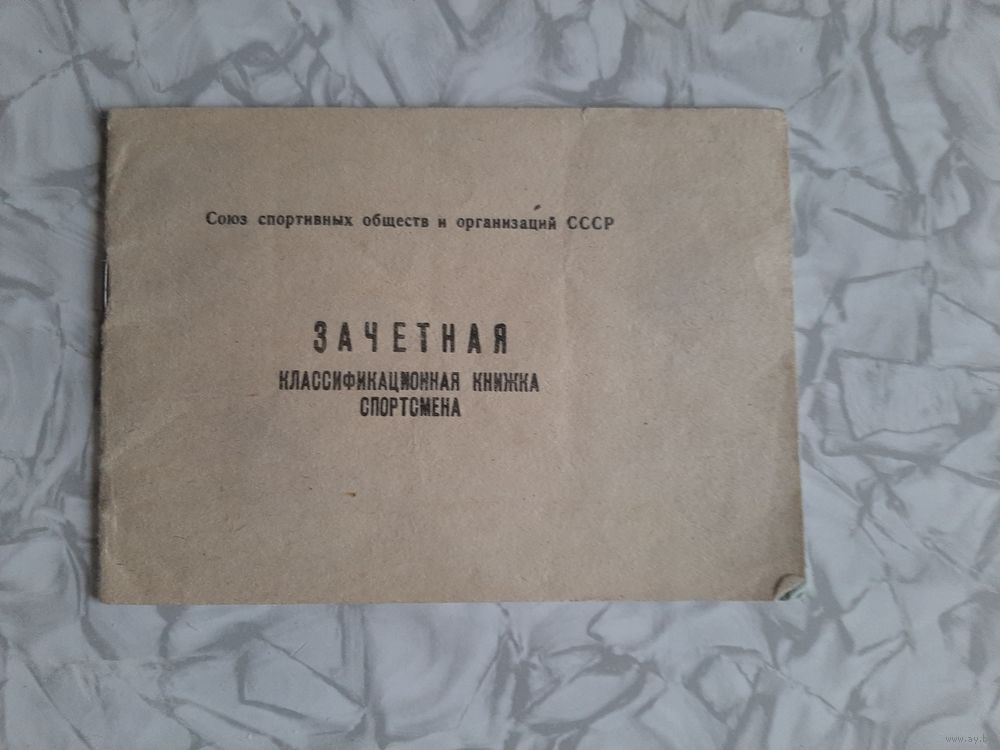 Союз спортивных обществ и организаций СССР
ЗАЧЕТНАЯ
КЛАССИФИКАЦИОННАЯ КНИЖКА
СПОРТСМЕНА